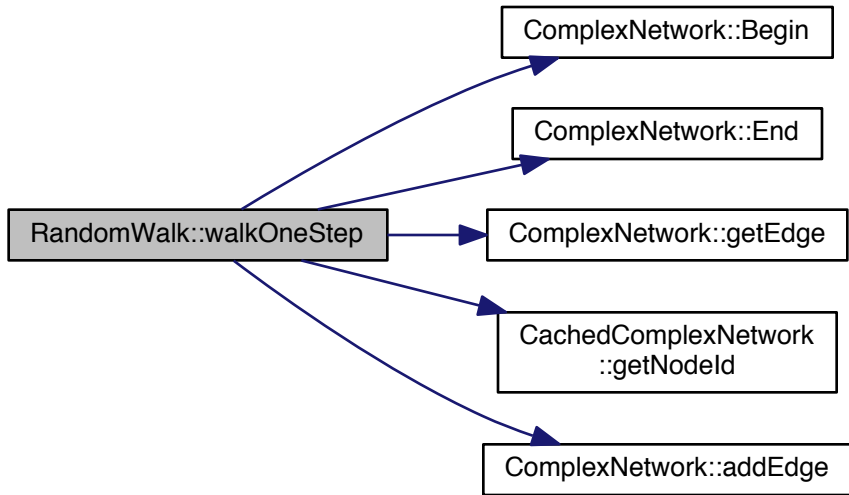 ComplexNetwork::Begin
ComplexNetwork::End
RandomWalk::walkOneStep
ComplexNetwork::getEdge
CachedComplexNetwork
::getNodeId
ComplexNetwork::addEdge